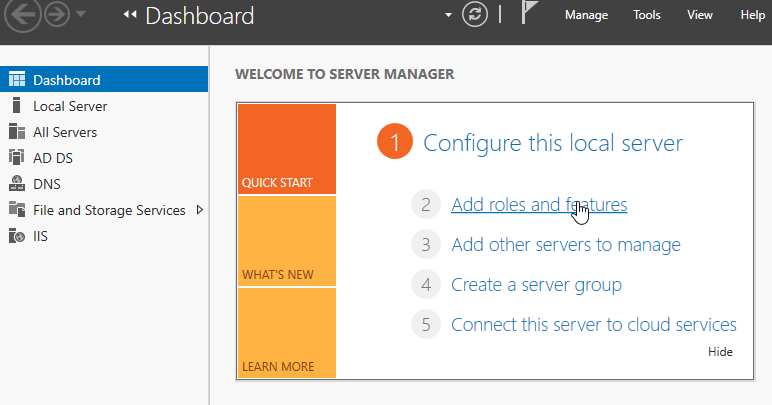 Dashboard
Manage Tools View Help
Dashboard
Local Server
All Servers
AD DS
DNS
File and Storage Services
IIS
WELCOME TO SERVER MANAGER
QUICK START
WHAT'S NEW
LEARN MORE
1 Configure this local server
2 Add roles and features
3 Add other servers to manage
4 Create a server group
5 Connect this server to cloud services
Hide